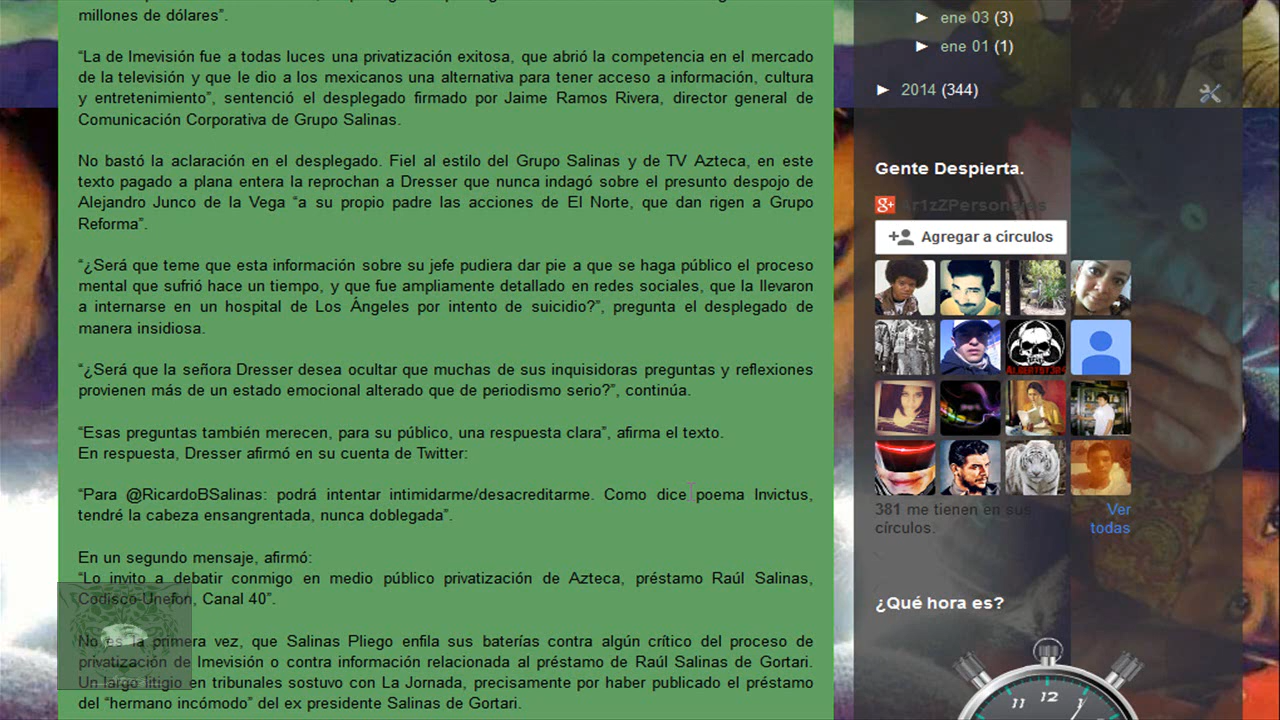 millones de dólares”.
“La de Imevisión fue a todas luces una privatización exitosa, que abrió la competencia en el mercado
de la televisión y que le dio a los mexicanos una alternativa para tener acceso a información, cultura
y entretenimiento”, sentenció el desplegado firmado por Jaime Ramos Rivera, director general de
Comunicación Corporativa de Grupo Salinas.
No bastó la aclaración en el desplegado. Fiel al estilo del Grupo Salinas y de TV Azteca, en este
texto pagado a plana entera la reprochan a Dresser que nunca indagó sobre el presunto despojo de
Alejandro Junco de la Vega “a su propio padre las acciones de El Norte, que dan rigen a Grupo
Reforma”.
“¿Será que teme que esta información sobre su jefe pudiera dar pie a que se haga público el proceso
mental que sufrió hace un tiempo, y que fue ampliamente detallado en redes sociales, que la llevaron
a internarse en un hospital de Los Ángeles por intento de suicidio?”, pregunta el desplegado de
manera insidiosa.
“¿Será que la señora Dresser desea ocultar que muchas de sus inquisidoras preguntas y reflexiones
provienen más de un estado emocional alterado que de periodismo serio?”, continúa.
“Esas preguntas también merecen, para su público, una respuesta clara”, afirma el texto.
En respuesta, Dresser afirmó en su cuenta de Twitter:
“Para @RicardoBSalinas: podrá intentar intimidarme/desacreditarme. Como dice poema Invictus,
tendré la cabeza ensangrentada, nunca doblegada”.
En un segundo mensaje, afirmó:
“Lo invito a debatir conmigo en medio público privatización de Azteca, préstamo Raúl Salinas,
Codisco-Unefon, Canal 40”.
No es la primera vez, que Salinas Pliego enfila sus baterías contra algún crítico del proceso de
privatización de Imevisión o contra información relacionada al préstamo de Raúl Salinas de Gortari.
Un largo litigio en tribunales sostuvo con La Jornada, precisamente por haber publicado el préstamo
del “hermano incómodo” del ex presidente Salinas de Gortari.
► ene 03 (3)
► ene 01 (1)
► 2014 (344)
Gente Despierta.
g+ Ar1zZPersonajes
Agregar a círculos
381 me tienen en sus círculos.
Ver todas
¿Qué hora es?
11 12 1